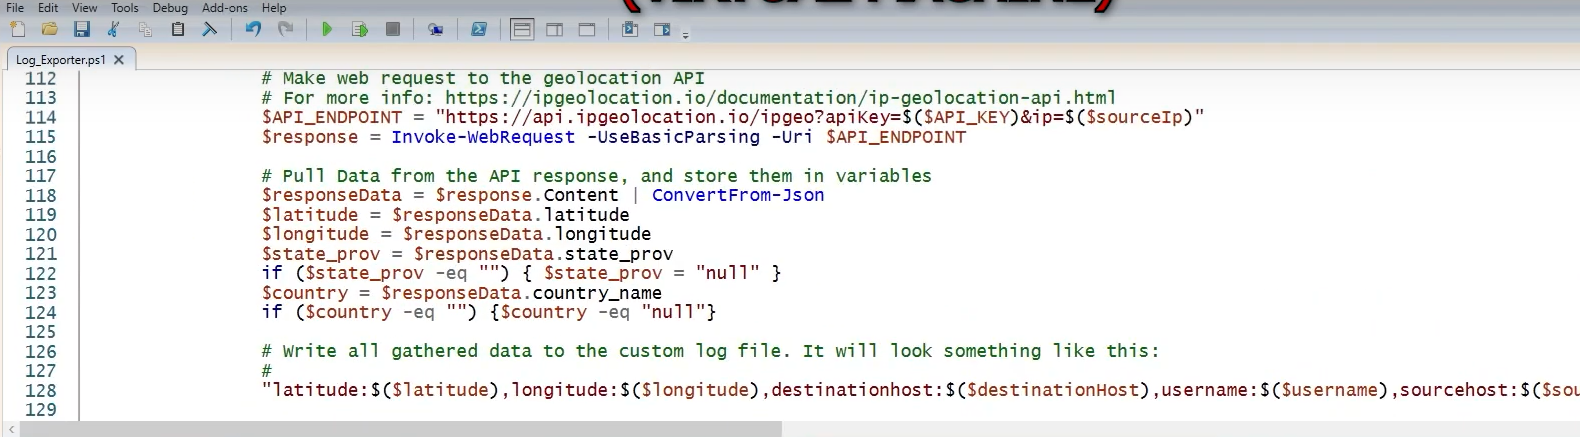 File Edit View Tools Debug Add-ons Help
Log_Exporter.ps1
112 # Make web request to the geolocation API
113 # For more info: https://ipgeolocation.io/documentation/ip-geolocation-api.html
114 $API_ENDPOINT = "https://api.ipgeolocation.io/ipgeo?apiKey=$($API_KEY)&ip=$($sourceIp)"
115 $response = Invoke-WebRequest -UseBasicParsing -Uri $API_ENDPOINT
116
117 # Pull Data from the API response, and store them in variables
118 $responseData = $response.Content | ConvertFrom-Json
119 $latitude = $responseData.latitude
120 $longitude = $responseData.longitude
121 $state_prov = $responseData.state_prov
122 if ($state_prov -eq "") { $state_prov = "null" }
123 $country = $responseData.country_name
124 if ($country -eq "") {$country -eq "null"}
125
126 # Write all gathered data to the custom log file. It will look something like this:
127 #
128 "latitude:$($latitude),longitude:$($longitude),destinationhost:$($destinationHost),username:$($username),sourcehost:$($sou
129